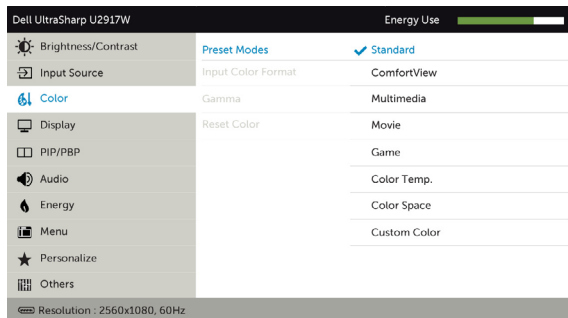 Dell UltraSharp U2917W Energy Use
Brightness/Contrast Preset Modes Standard
Input Source Input Color Format ComfortView
Color Gamma Multimedia
Display Reset Color Movie
PIP/PBP Game
Audio Color Temp.
Energy Color Space
Menu Custom Color
Personalize
Others
Resolution : 2560x1080, 60Hz